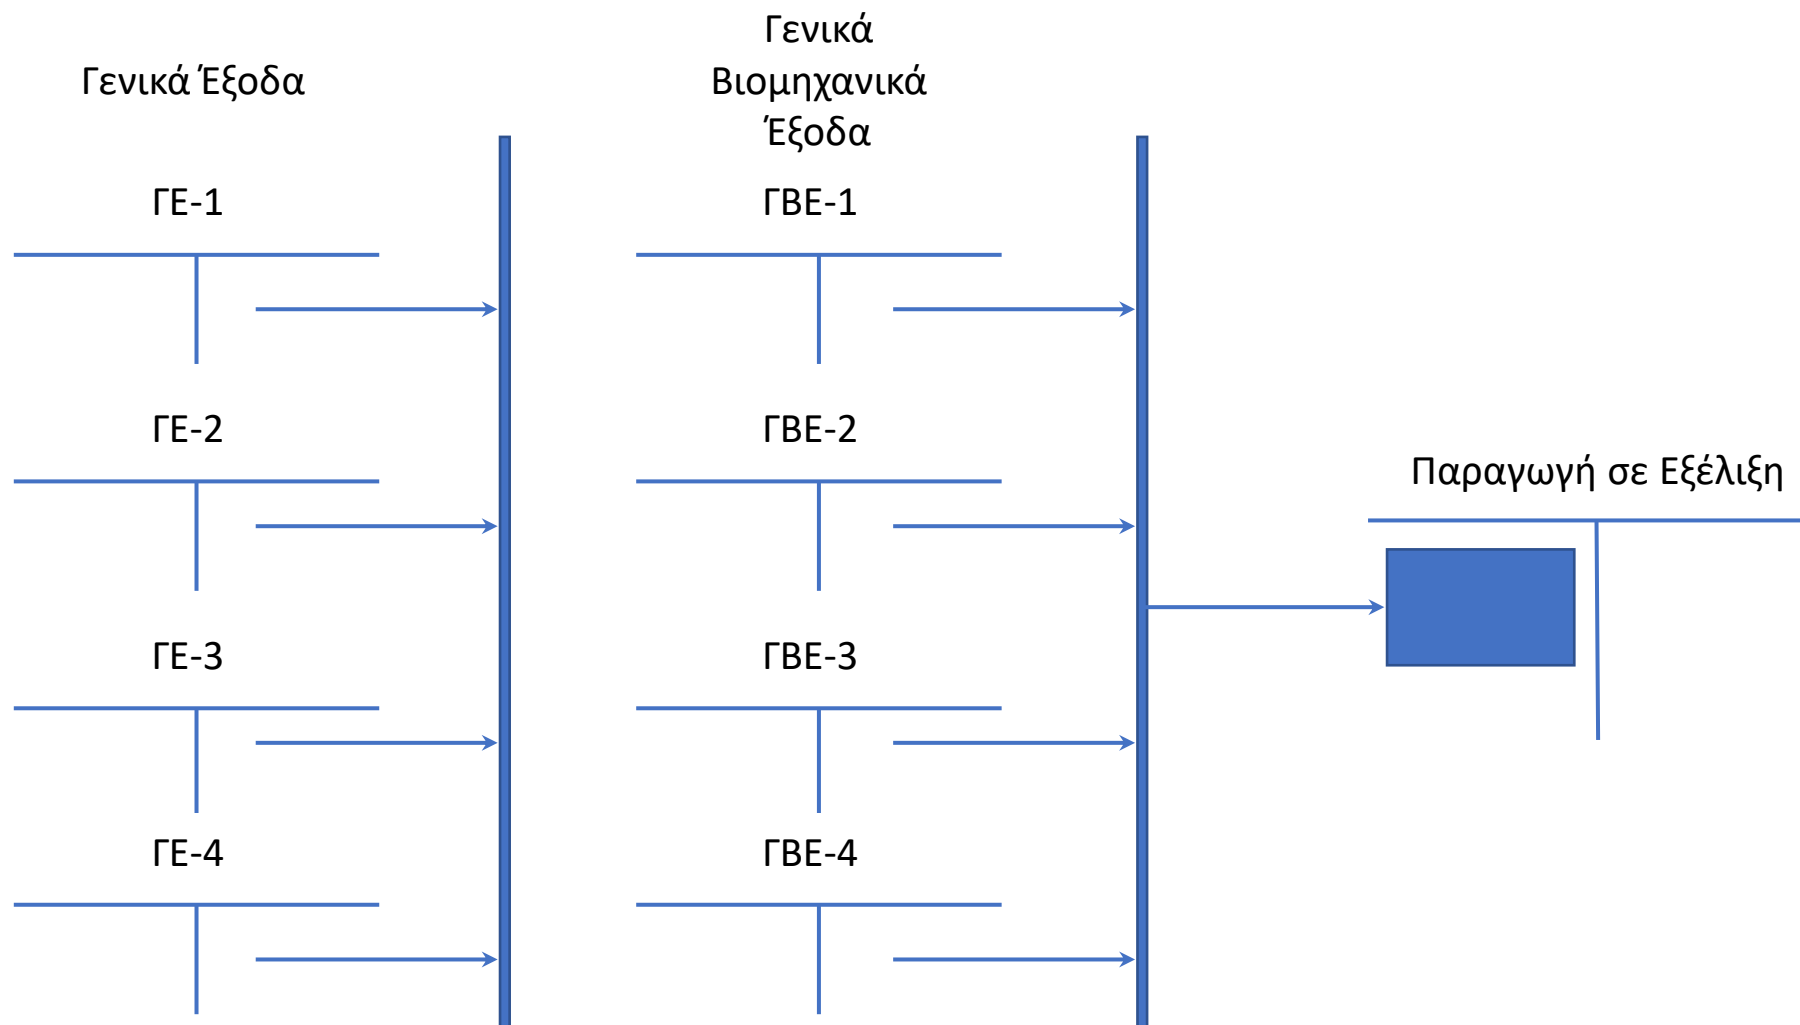 Γενικά Έξοδα
Γενικά
Βιομηχανικά
Έξοδα
ΓΕ-1
ΓΒΕ-1
ΓΕ-2
ΓΒΕ-2
Παραγωγή σε Εξέλιξη
ΓΕ-3
ΓΒΕ-3
ΓΕ-4
ΓΒΕ-4